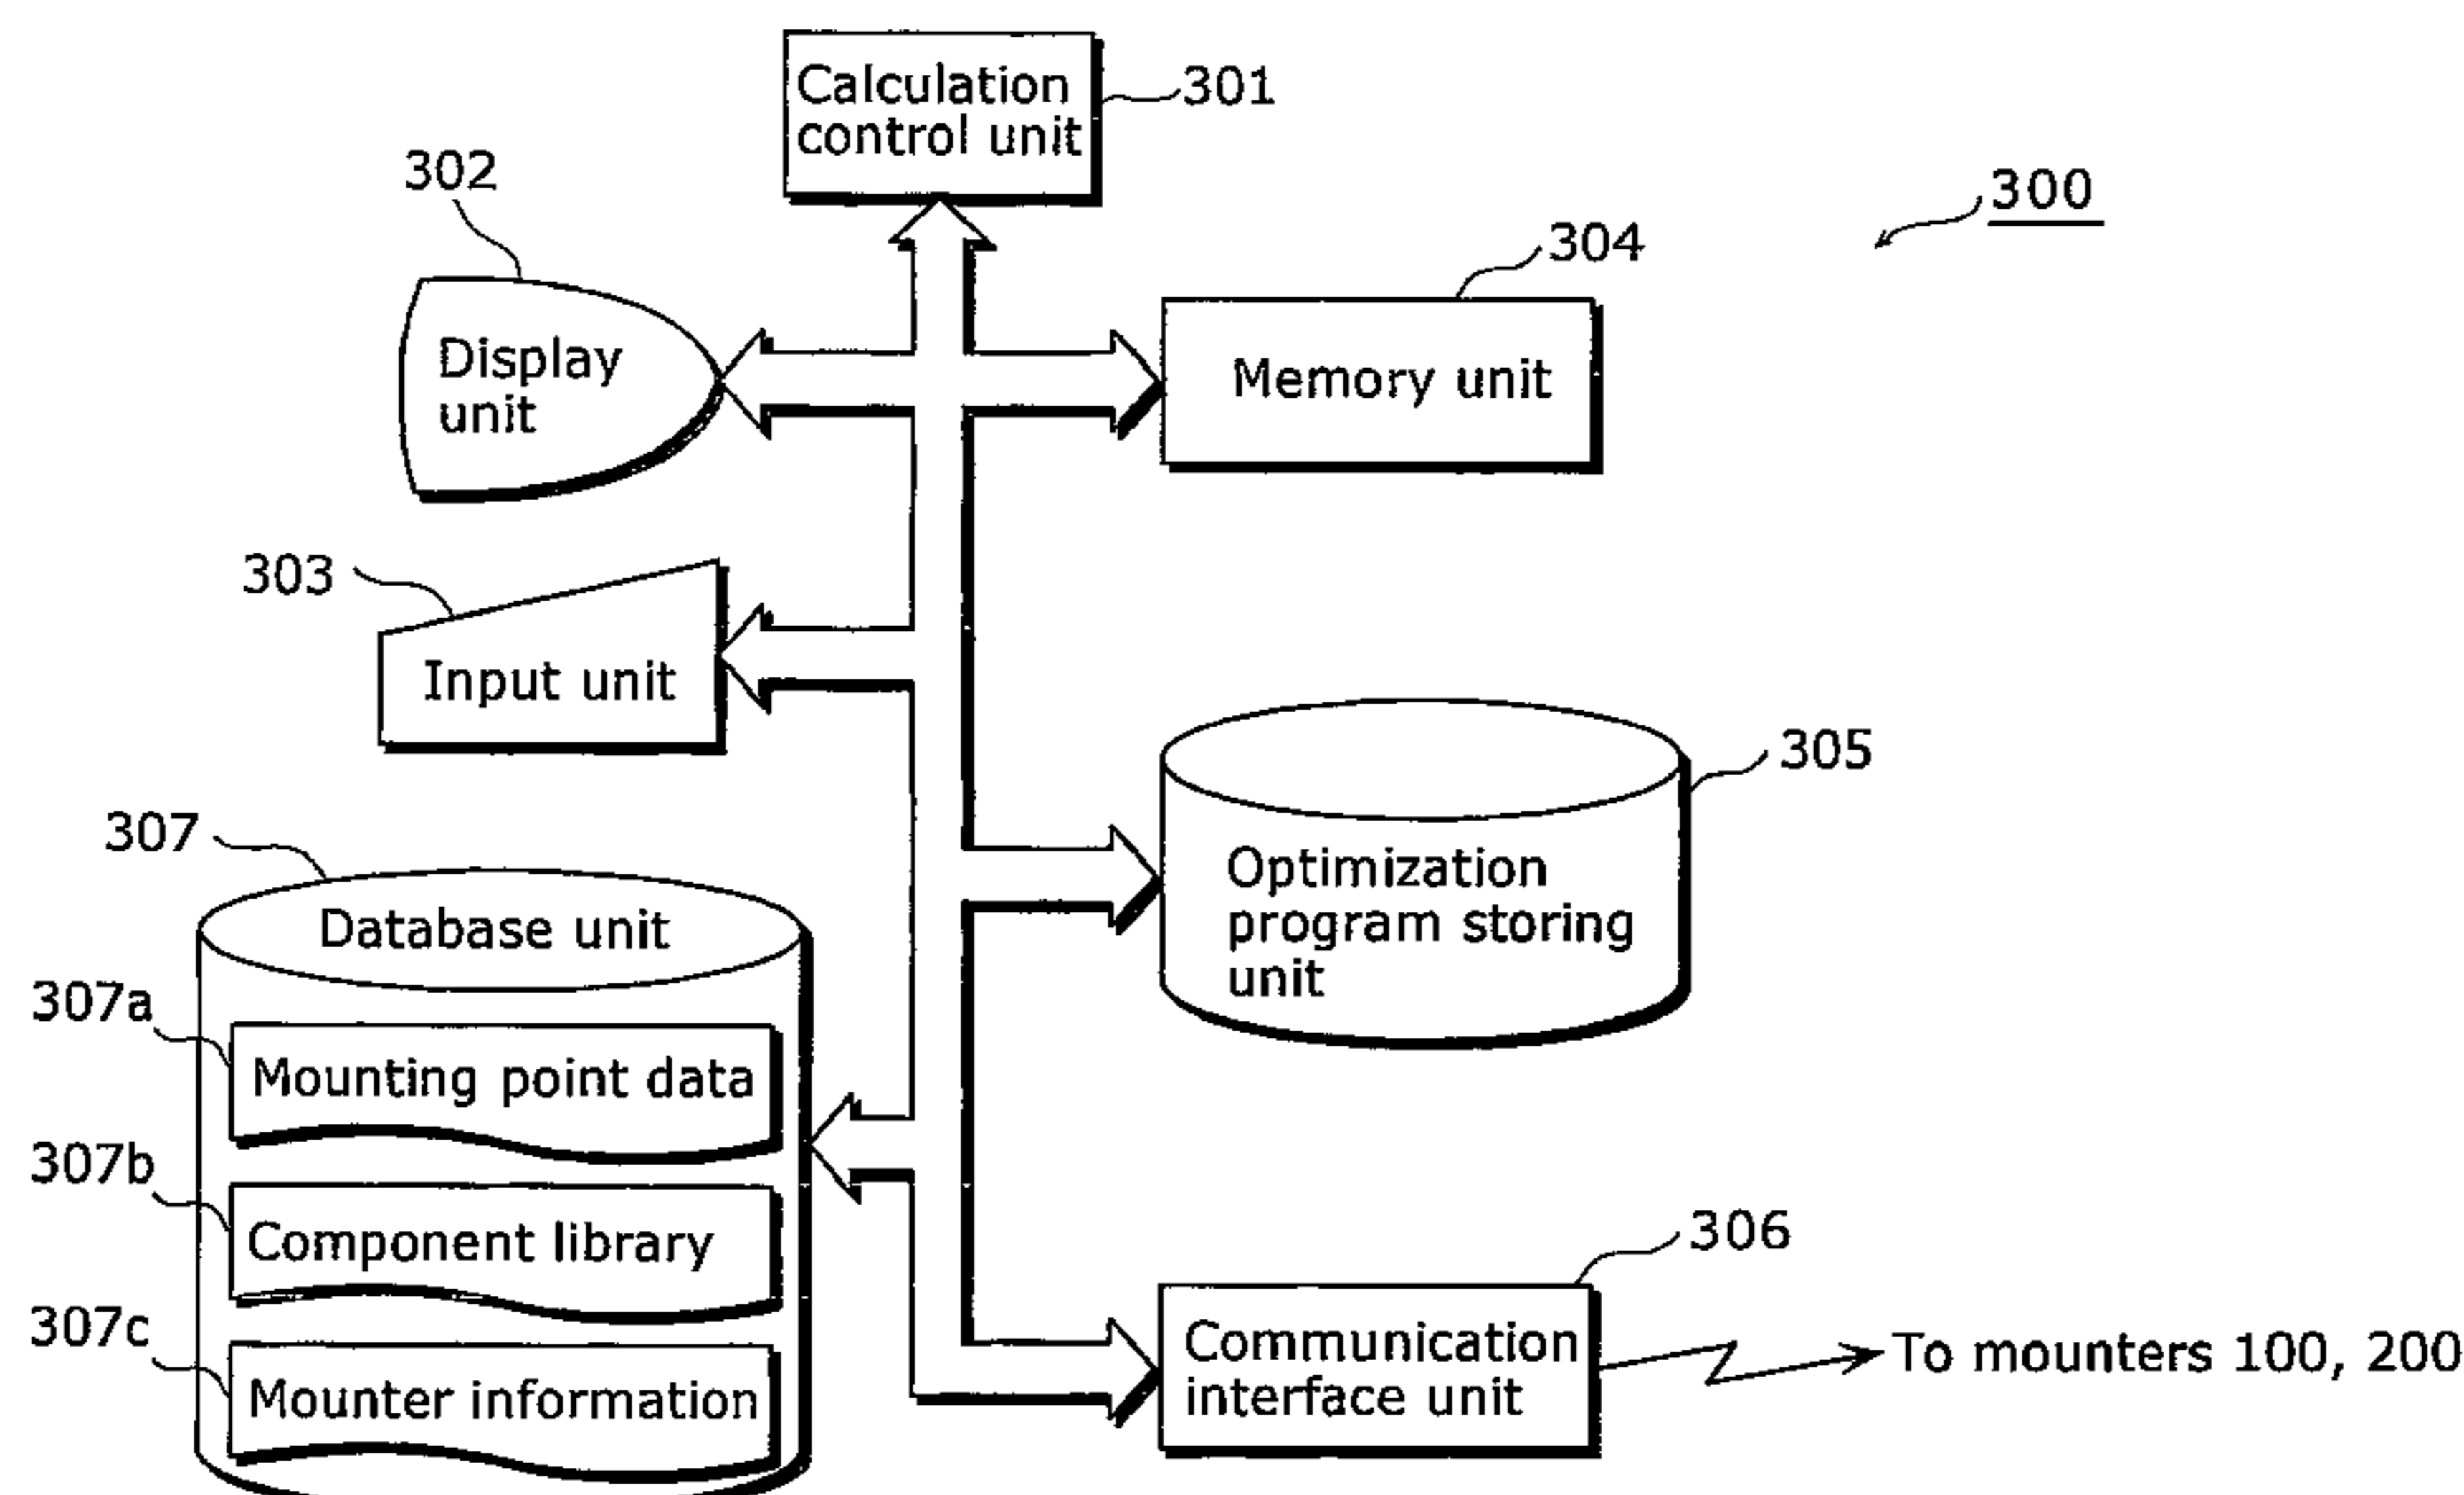 Calculation
control unit
301
302
300
304
Display
unit
Memory unit
303
Input unit
305
307
Optimization
program storing
unit
Database unit
307a
Mounting point data
307b
Component library
306
307c
Mounter information
Communication
interface unit
To mounters 100, 200